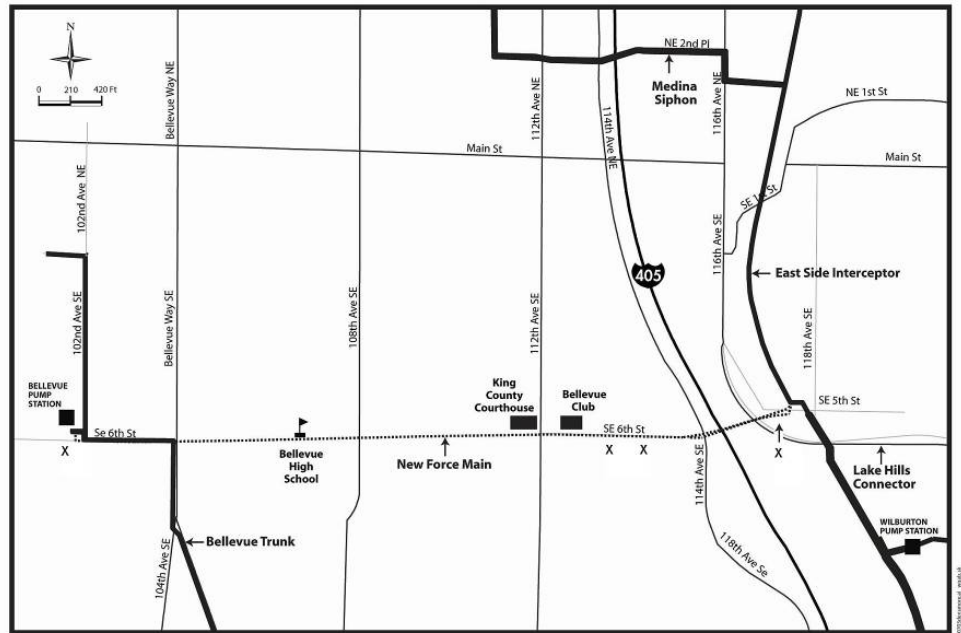 N
0 210 420 Ft
Bellevue Way NE
112th Ave NE
114th Ave NE
NE 2nd Pl
Medina
Siphon
116th Ave NE
NE 1st St
Main St
Main St
102nd Ave NE
SE 1st St
116th Ave SE
405
East Side Interceptor
102nd Ave SE
Bellevue Way SE
108th Ave SE
112th Ave SE
118th Ave SE
BELLEVUE
PUMP
STATION
King
County
Courthouse
Bellevue
Club
SE 5th St
Se 6th St
SE 6th St
X
Bellevue
High
School
New Force Main
X X
X
Lake Hills
Connector
114th Ave SE
WILBURTON
PUMP STATION
Bellevue Trunk
104th Ave SE
118th Ave Se